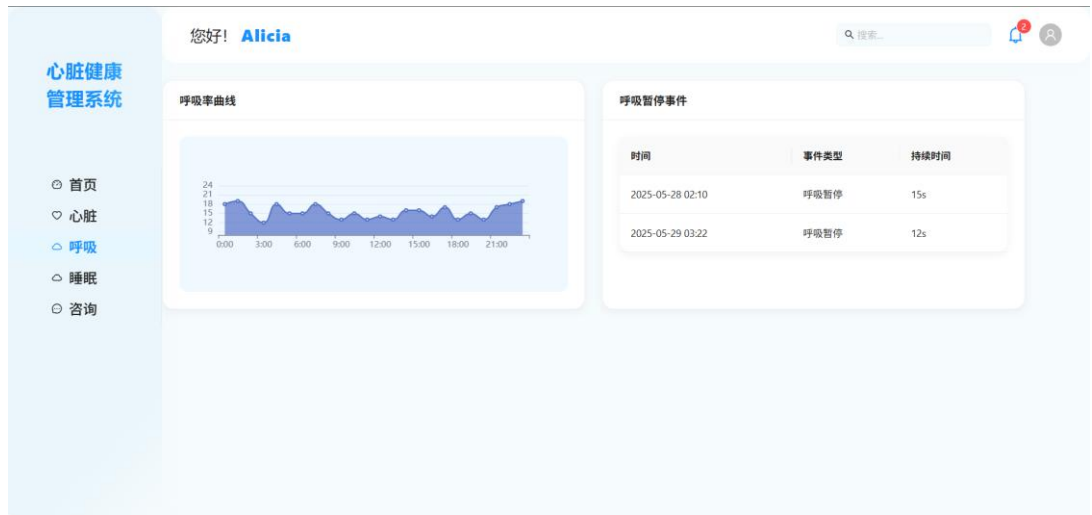 您好！ Alicia
搜索...
2
心脏健康
管理系统
首页
心脏
呼吸
睡眠
咨询
呼吸率曲线
24
21
18
15
12
9
0:00 3:00 6:00 9:00 12:00 15:00 18:00 21:00
呼吸暂停事件
时间 事件类型 持续时间
2025-05-28 02:10 呼吸暂停 15s
2025-05-29 03:22 呼吸暂停 12s